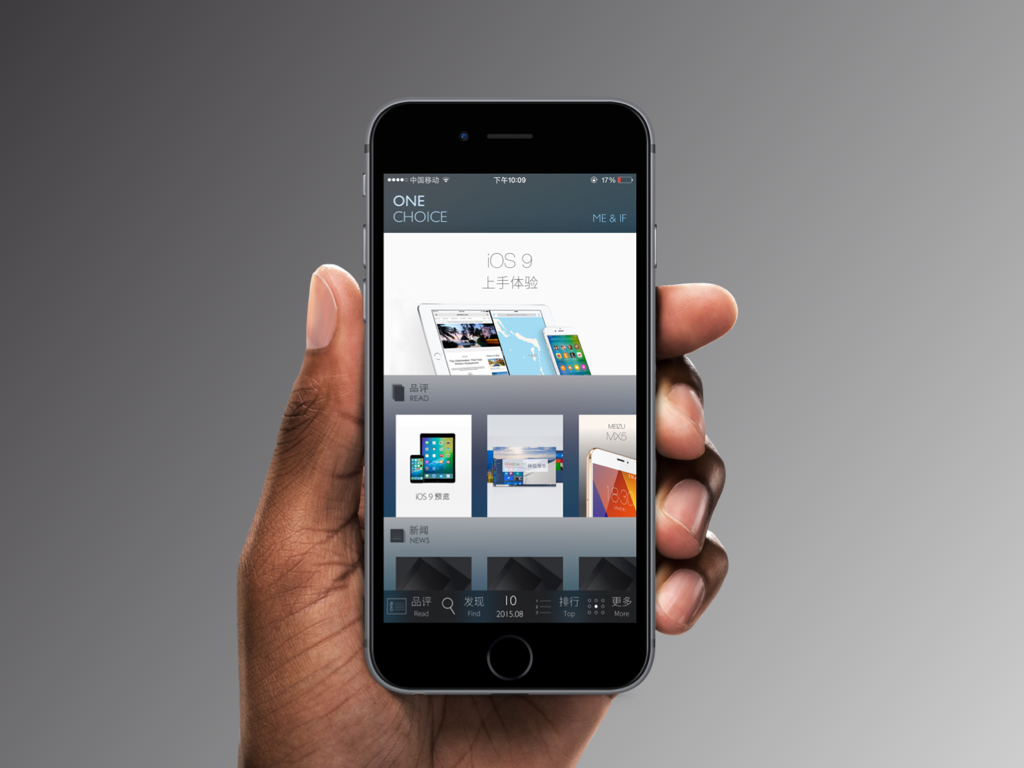 中国移动
下午10:09
17%
ONE
CHOICE
ME & IF
iOS 9
上手体验
品评
READ
iOS 9 预览
MEIZU
MX5
18:30
新闻
NEWS
品评
Read
发现
Find
10
2015.08
排行
Top
更多
More